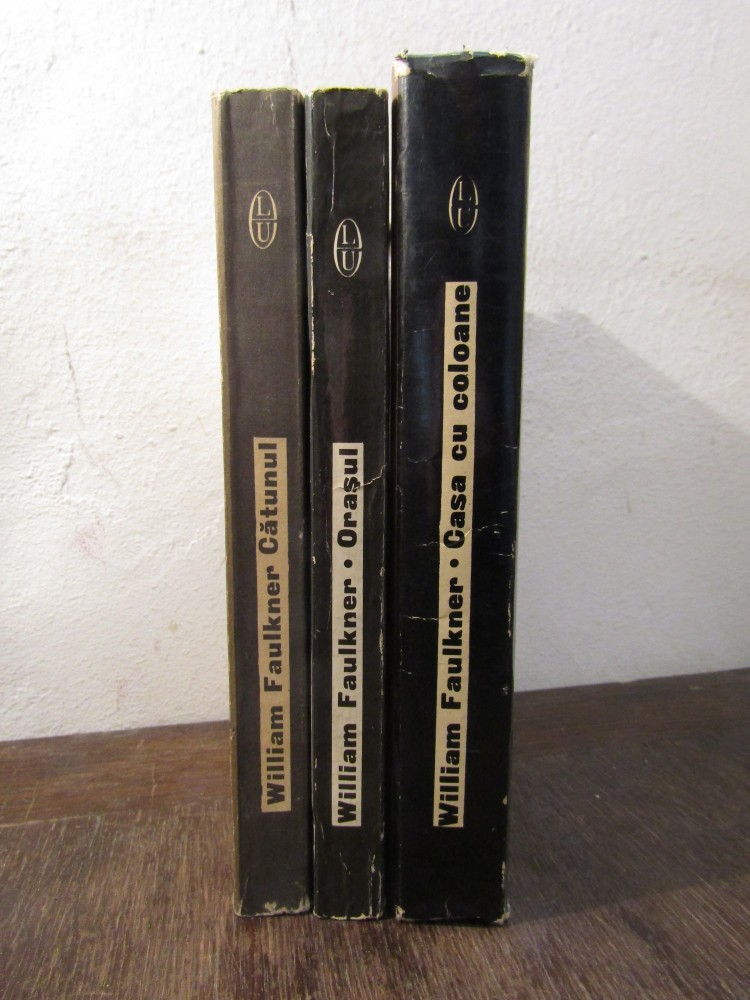 LU
William Faulkner Cătunul
LU
William Faulkner • Orașul
LU
William Faulkner • Casa cu coloane